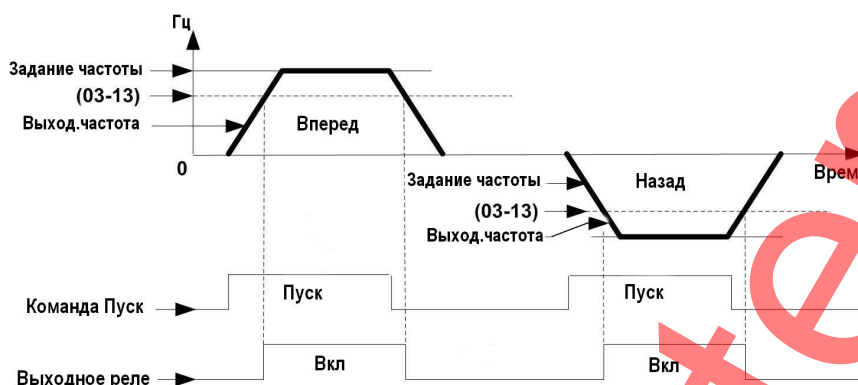 Гц
Задание частоты
(03-13)
Выход.частота
Вперед
0
Врем
Задание частоты
Назад
(03-13)
Выход.частота
Команда Пуск
Пуск
Пуск
Выходное реле
Вкл
Вкл